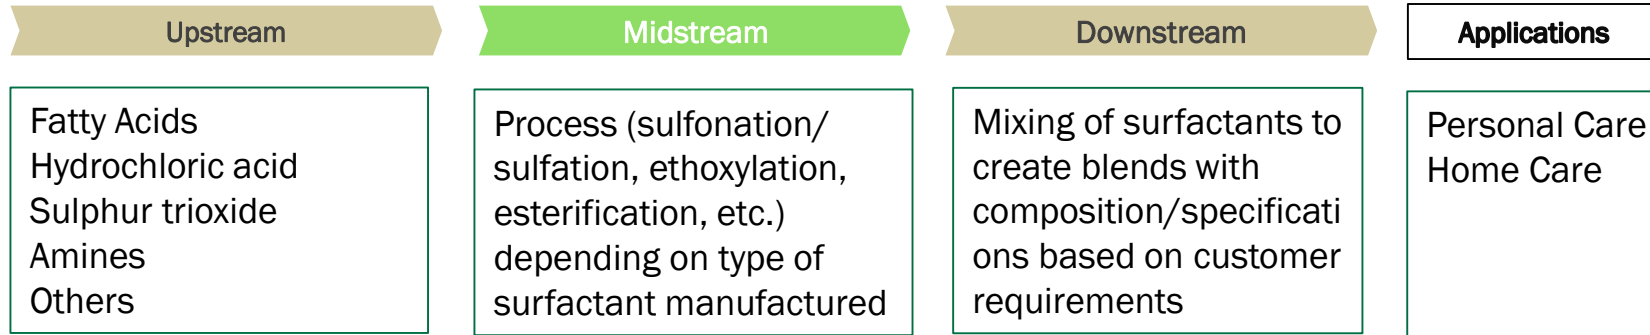 Upstream
Midstream
Downstream
Applications
Fatty Acids
Hydrochloric acid
Sulphur trioxide
Amines
Others
Process (sulfonation/
sulfation, ethoxylation,
esterification, etc.)
depending on type of
surfactant manufactured
Mixing of surfactants to
create blends with
composition/specificati
ons based on customer
requirements
Personal Care
Home Care